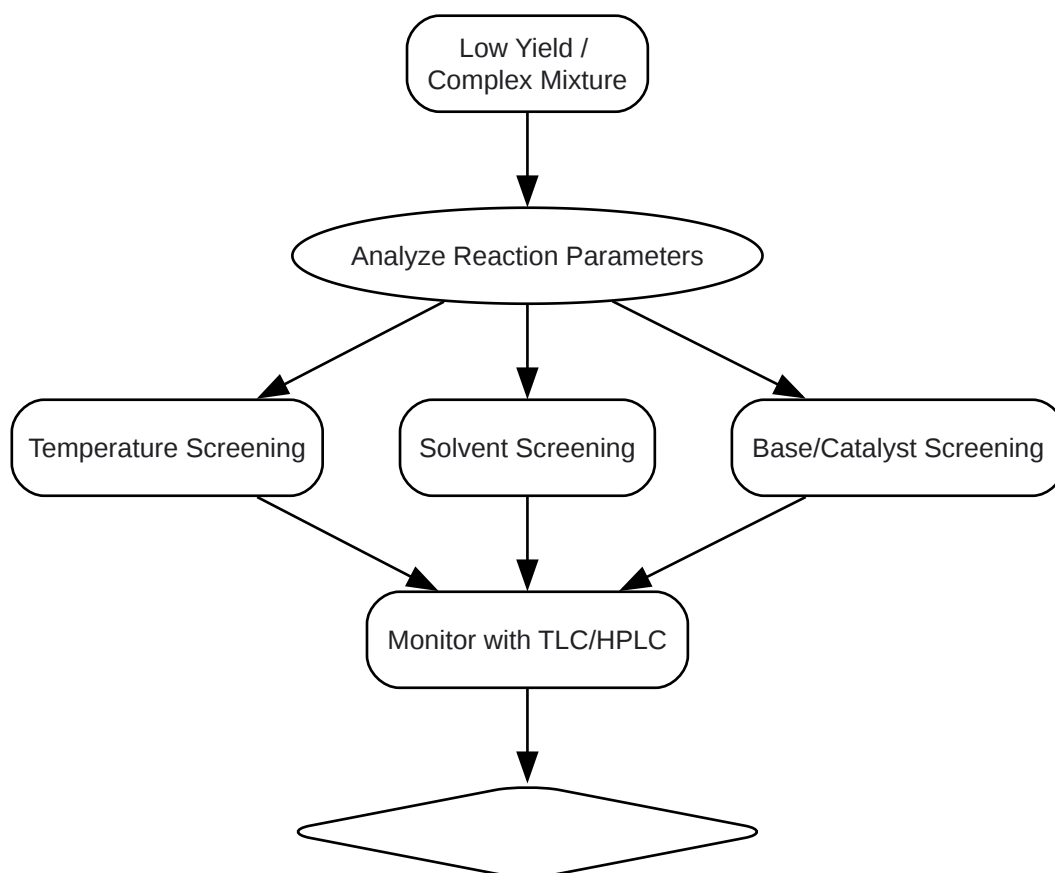 Low Yield /
Complex Mixture
Analyze Reaction Parameters
Temperature Screening
Solvent Screening
Base/Catalyst Screening
Monitor with TLC/HPLC